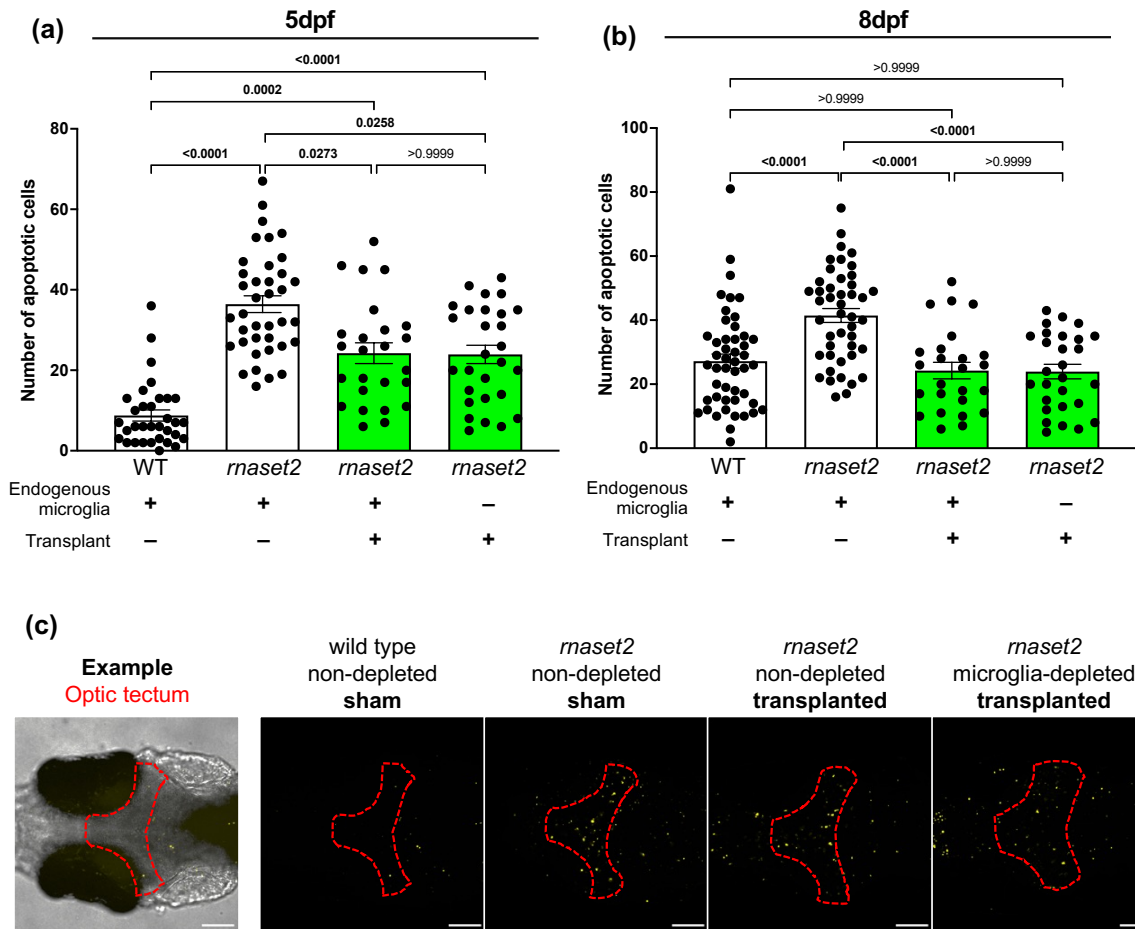 (a)
5dpf
<0.0001
0.0002
0.0258
<0.0001
0.0273
>0.9999
Number of apoptotic cells
80
60
40
20
0
WT
rnaset2
rnaset2
rnaset2
Endogenous
microglia
+
+
+
–
Transplant
–
–
+
+
(b)
8dpf
>0.9999
>0.9999
<0.0001
<0.0001
<0.0001
>0.9999
Number of apoptotic cells
100
80
60
40
20
0
WT
rnaset2
rnaset2
rnaset2
Endogenous
microglia
+
+
+
–
Transplant
–
–
+
+
(c)
Example
Optic tectum
wild type
non-depleted
sham
rnaset2
non-depleted
sham
rnaset2
non-depleted
transplanted
rnaset2
microglia-depleted
transplanted